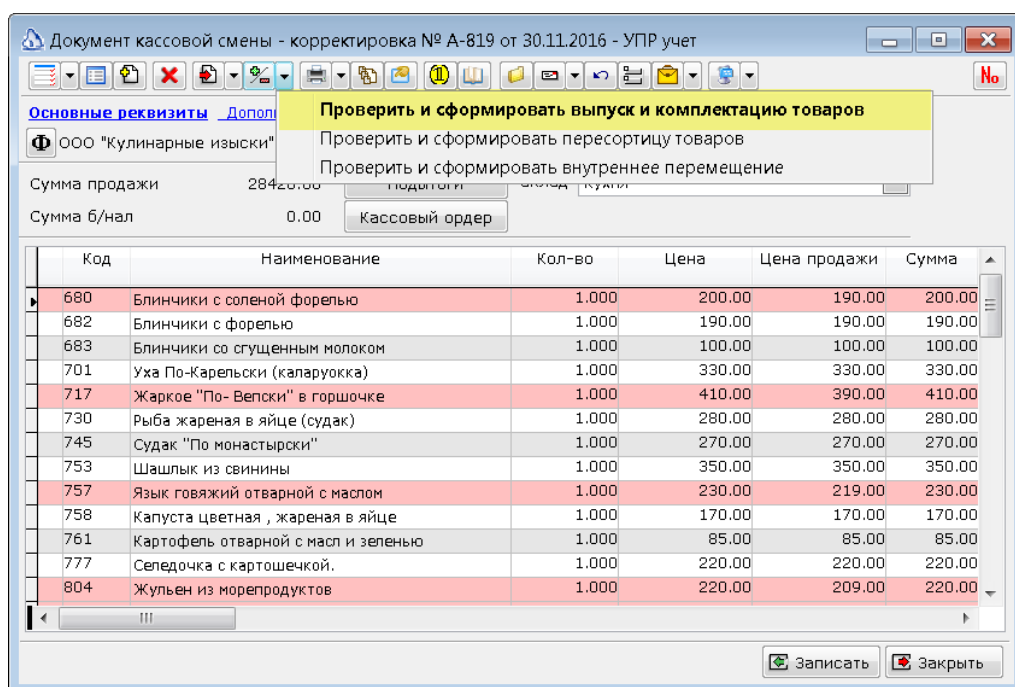 Документ кассовой смены - корректировка № А-819 от 30.11.2016 - УПР учет
No
Основные реквизиты
Проверить и сформировать выпуск и комплектацию товаров
Проверить и сформировать пересортицу товаров
Проверить и сформировать внутреннее перемещение
Ф ООО "Кулинарные изыски"
Сумма продажи
Сумма б/нал 0.00 Кассовый ордер
Код Наименование Кол-во Цена Цена продажи Сумма
680 Блинчики с соленой форелью 1.000 200.00 190.00 200.00
682 Блинчики с форелью 1.000 190.00 190.00 190.00
683 Блинчики со сгущенным молоком 1.000 100.00 100.00 100.00
701 Уха По-Карельски (каларуокка) 1.000 330.00 330.00 330.00
717 Жаркое "По- Вепски" в горшочке 1.000 410.00 390.00 410.00
730 Рыба жареная в яйце (судак) 1.000 280.00 280.00 280.00
745 Судак "По монастырски" 1.000 270.00 270.00 270.00
753 Шашлык из свинины 1.000 350.00 350.00 350.00
757 Язык говяжий отварной с маслом 1.000 230.00 219.00 230.00
758 Капуста цветная , жареная в яйце 1.000 170.00 170.00 170.00
761 Картофель отварной с масл и зеленью 1.000 85.00 85.00 85.00
777 Селедочка с картошечкой. 1.000 220.00 220.00 220.00
804 Жульен из морепродуктов 1.000 220.00 209.00 220.00
Записать Закрыть